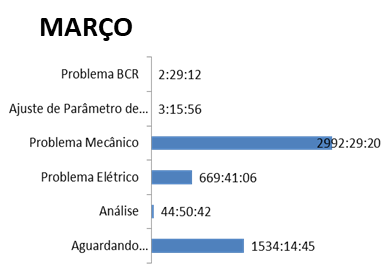 MARÇO
Problema BCR 2:29:12
Ajuste de Parâmetro de... 3:15:56
Problema Mecânico 2992:29:20
Problema Elétrico 669:41:06
Análise 44:50:42
Aguardando... 1534:14:45